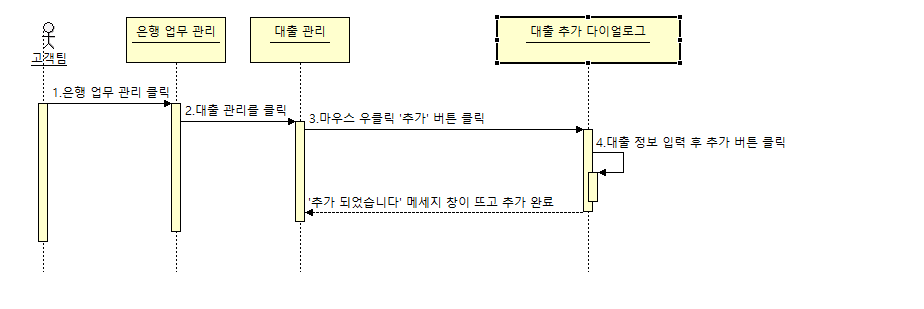 은행 업무 관리
대출 관리
대출 추가 다이얼로그
고객팀
1.은행 업무 관리 클릭
2.대출 관리를 클릭
3.마우스 우클릭 '추가' 버튼 클릭
4.대출 정보 입력 후 추가 버튼 클릭
'추가 되었습니다' 메세지 창이 뜨고 추가 완료